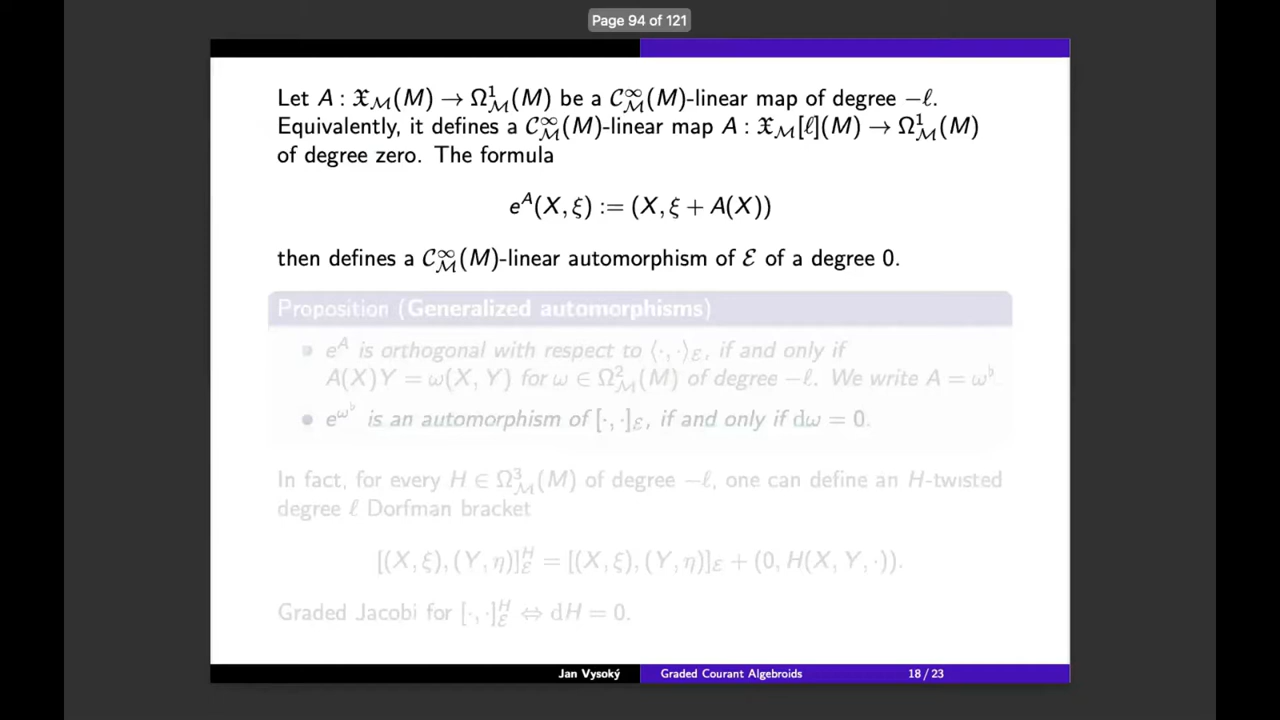 Page 94 of 121
Let A : 𝔛_ℳ(M) → Ω¹_ℳ(M) be a 𝒞^∞_ℳ(M)-linear map of degree −ℓ.
Equivalently, it defines a 𝒞^∞_ℳ(M)-linear map A : 𝔛_ℳ[ℓ](M) → Ω¹_ℳ(M)
of degree zero. The formula
e^A(X, ξ) := (X, ξ + A(X))
then defines a 𝒞^∞_ℳ(M)-linear automorphism of ℰ of a degree 0.
Proposition (Generalized automorphisms)
• e^A is orthogonal with respect to ⟨·, ·⟩_ℰ, if and only if
A(X)Y = ω(X, Y) for ω ∈ Ω²_ℳ(M) of degree −ℓ. We write A = ω^♭
• e^{ω^♭} is an automorphism of [·, ·]_ℰ, if and only if dω = 0.
In fact, for every H ∈ Ω³_ℳ(M) of degree −ℓ, one can define an H-twisted
degree ℓ Dorfman bracket
[(X, ξ), (Y, η)]^H_ℰ = [(X, ξ), (Y, η)]_ℰ + (0, H(X, Y, ·)).
Graded Jacobi for [·, ·]^H_ℰ ⇔ dH = 0.
Jan Vysoký Graded Courant Algebroids 18 / 23